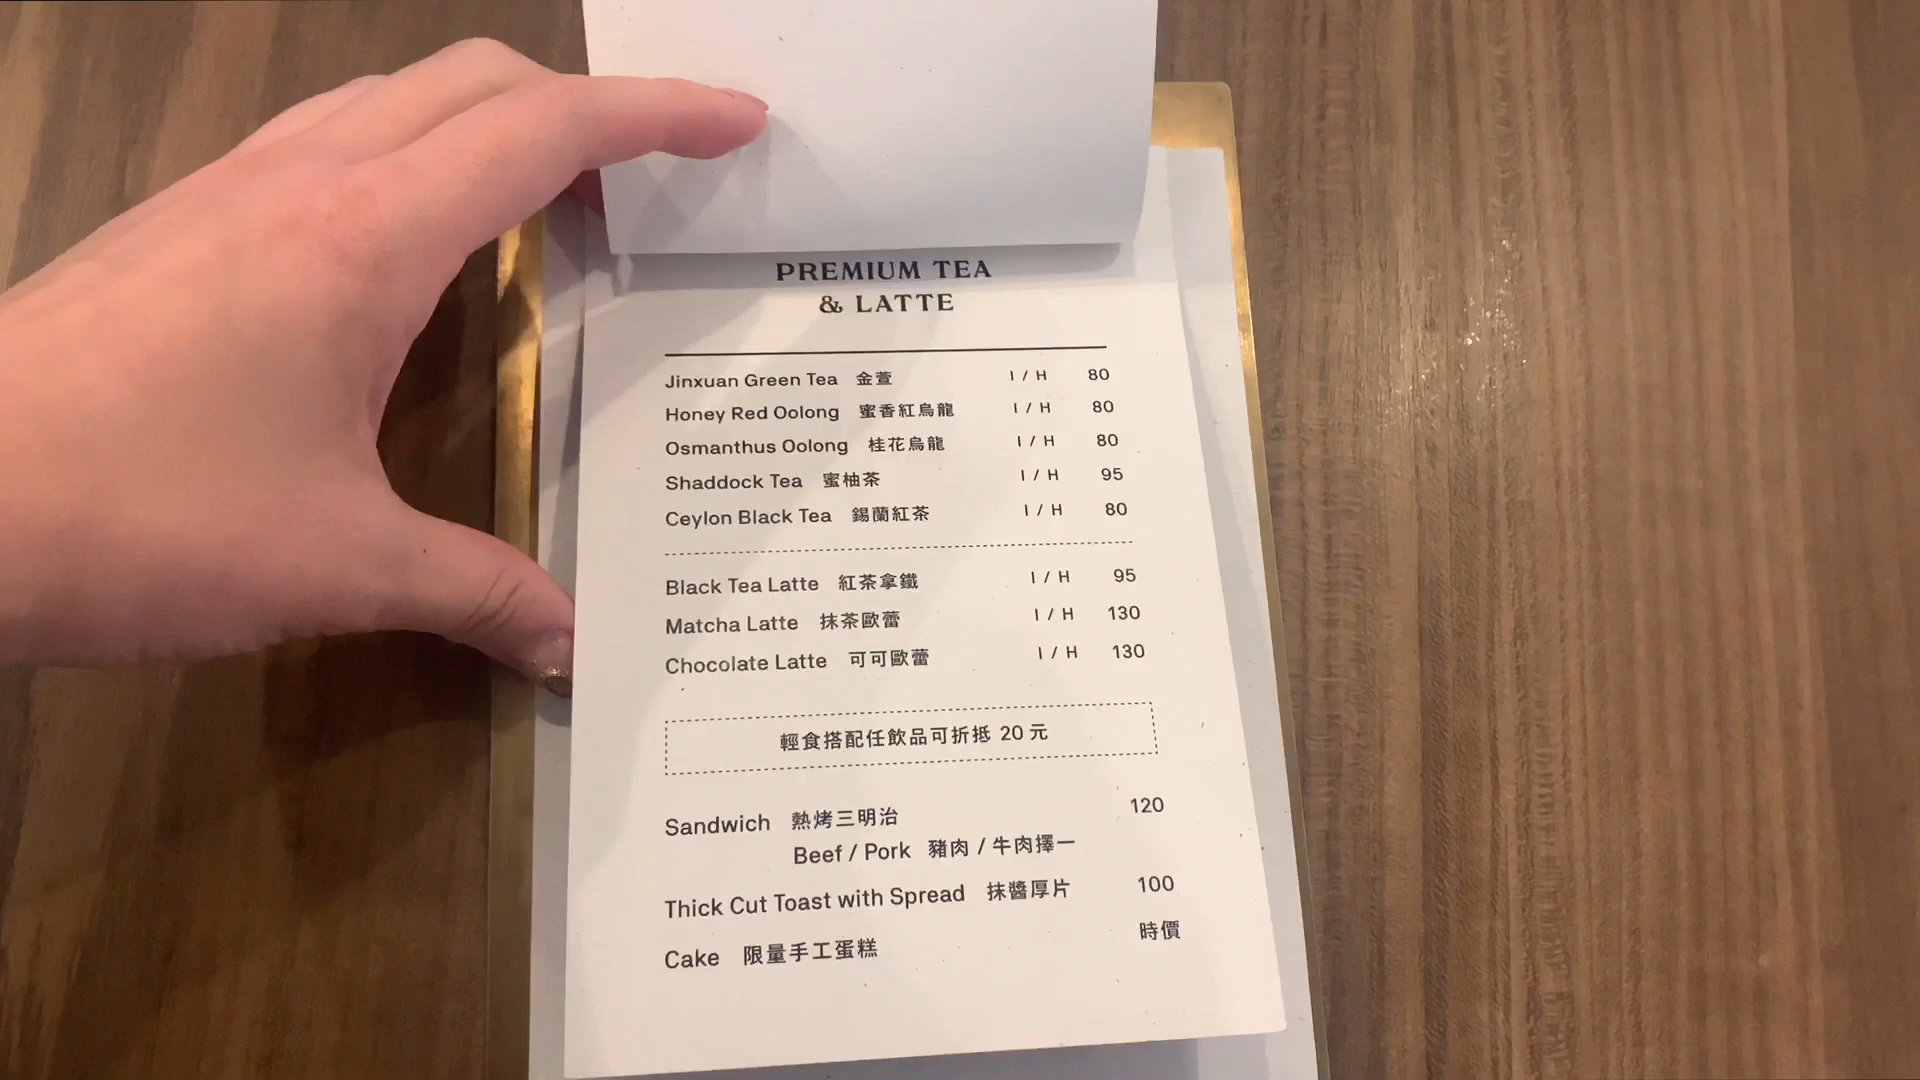 PREMIUM TEA
& LATTE
Jinxuan Green Tea 金萱 I / H 80
Honey Red Oolong 蜜香紅烏龍 I / H 80
Osmanthus Oolong 桂花烏龍 I / H 80
Shaddock Tea 蜜柚茶 I / H 95
Ceylon Black Tea 錫蘭紅茶 I / H 80
Black Tea Latte 紅茶拿鐵 I / H 95
Matcha Latte 抹茶歐蕾 I / H 130
Chocolate Latte 可可歐蕾 I / H 130
輕食搭配任飲品可折抵 20 元
Sandwich 熱烤三明治 120
Beef / Pork 豬肉 / 牛肉擇一
Thick Cut Toast with Spread 抹醬厚片 100
Cake 限量手工蛋糕 時價